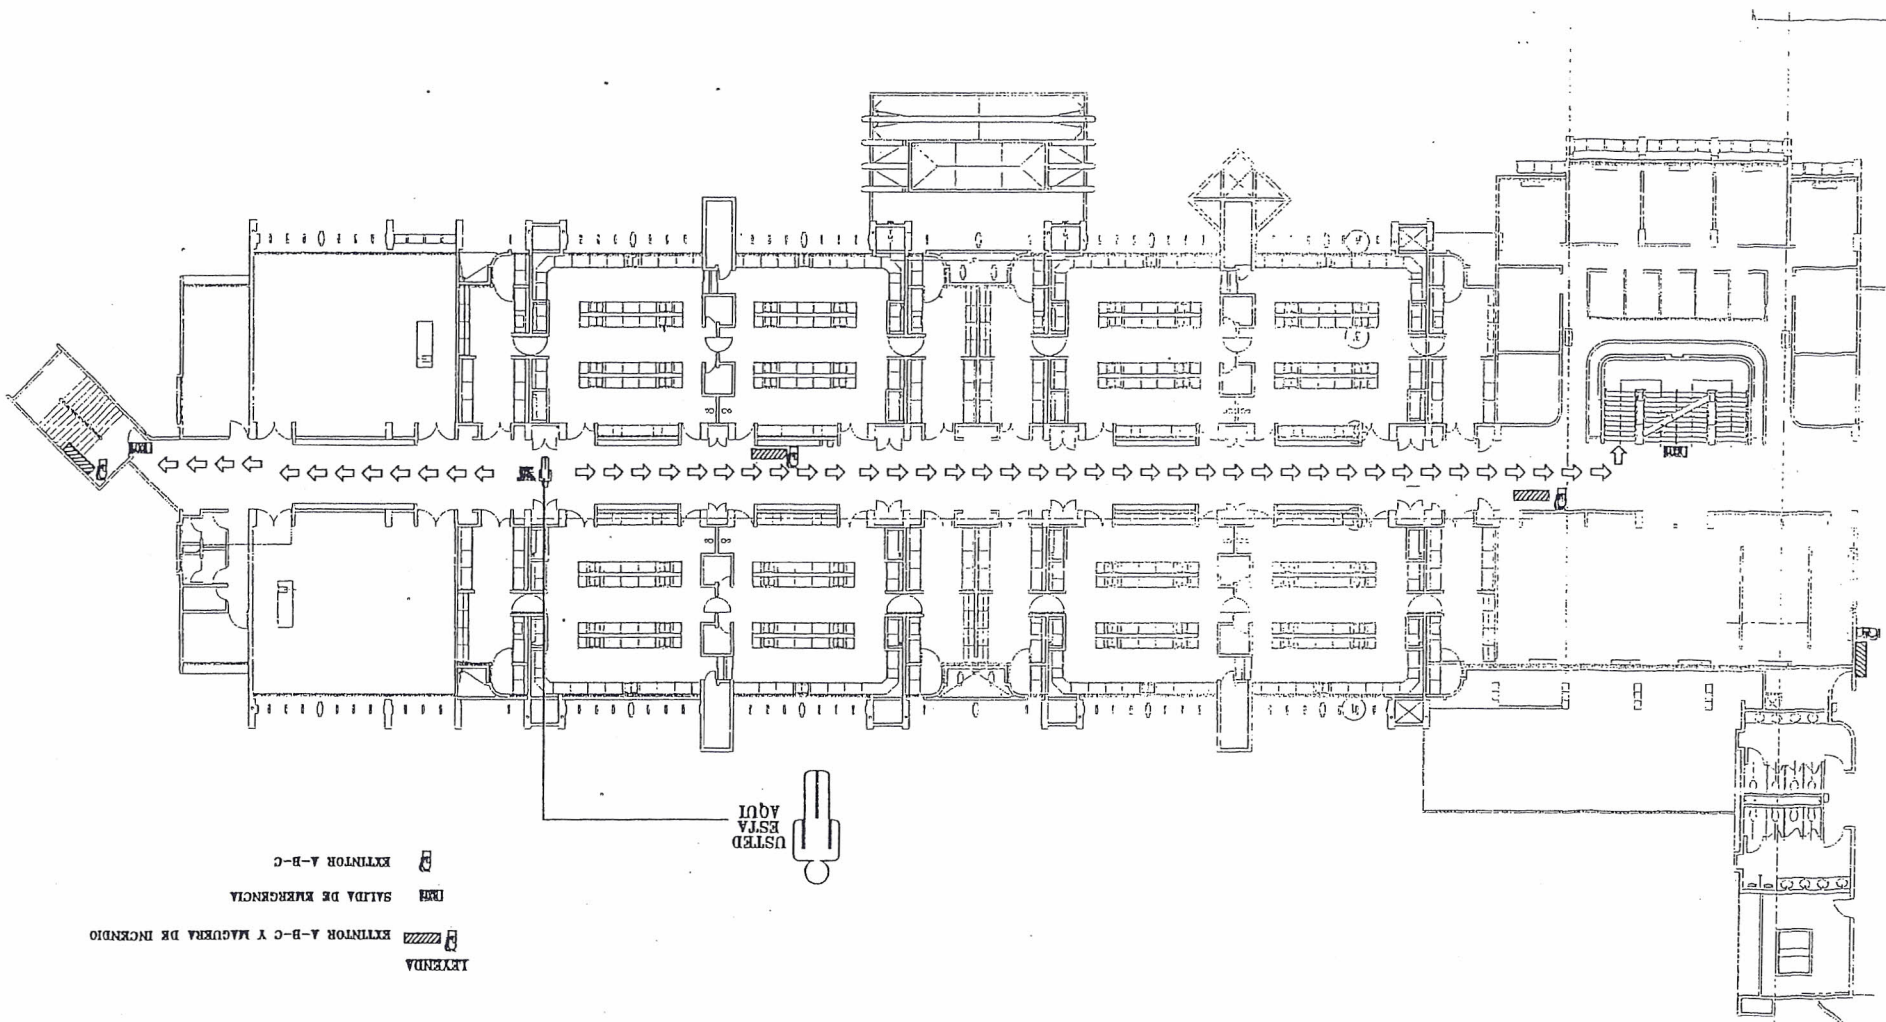 LEYENDA
EXTINTOR A-B-C Y MAGUERA DE INCENDIO
SALIDA DE EMERGENCIA
EXTINTOR A-B-C
USTED
ESTA
AQUI